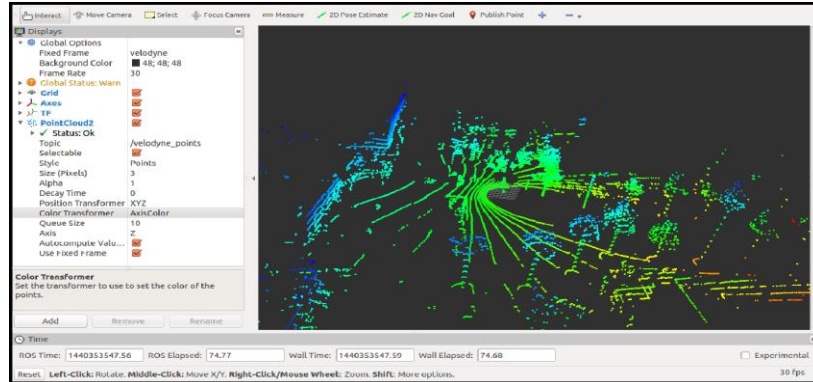 Interact Move Camera Select Focus Camera Measure 2D Pose Estimate 2D Nav Goal Publish Point
Displays
Global Options
Fixed Frame velodyne
Background Color 48; 48; 48
Frame Rate 30
Global Status: Warn
Grid
Axes
TF
PointCloud2
Status: Ok
Topic /velodyne_points
Selectable
Style Points
Size (Pixels) 3
Alpha 1
Decay Time 0
Position Transformer XYZ
Color Transformer AxisColor
Queue Size 10
Axis Z
Autocompute Valu...
Use Fixed Frame
Color Transformer
Set the transformer to use to set the color of the
points.
Add Remove Rename
Time
ROS Time: 1440353547.56 ROS Elapsed: 74.77 Wall Time: 1440353547.59 Wall Elapsed: 74.68 Experimental
Reset Left-Click: Rotate. Middle-Click: Move X/Y. Right-Click/Mouse Wheel: Zoom. Shift: More options. 30 fps